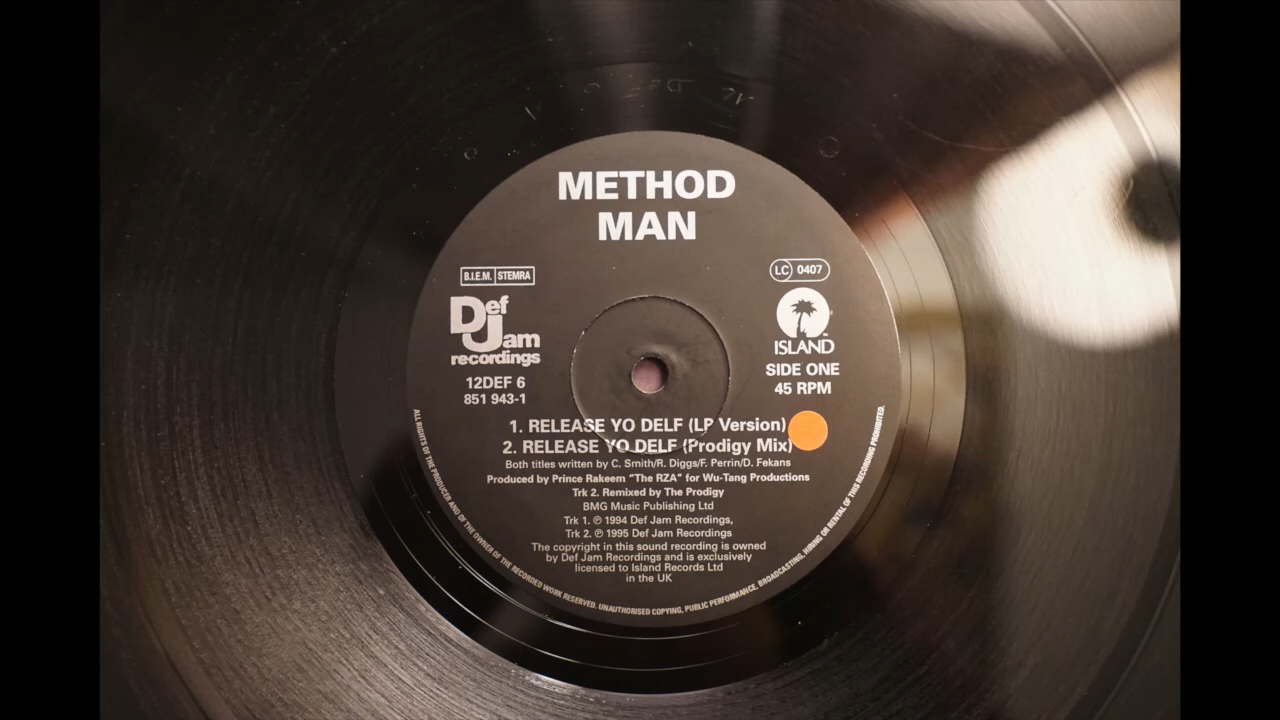 METHOD
MAN
B.I.E.M. STEMRA
LC 0407
Def
Jam
recordings
ISLAND
12DEF 6
851 943-1
SIDE ONE
45 RPM
1. RELEASE YO DELF (LP Version)
2. RELEASE YO DELF (Prodigy Mix)
Both titles written by C. Smith/R. Diggs/F. Perrin/D. Fekaris
Produced by Prince Rakeem "The RZA" for Wu-Tang Productions
Trk 2. Remixed by The Prodigy
BMG Music Publishing Ltd
Trk 1. ℗ 1994 Def Jam Recordings,
Trk 2. ℗ 1995 Def Jam Recordings
The copyright in this sound recording is owned
by Def Jam Recordings and is exclusively
licensed to Island Records Ltd
in the UK
ALL RIGHTS OF THE PRODUCER AND OF THE OWNER OF THE RECORDED WORK RESERVED. UNAUTHORISED COPYING, PUBLIC PERFORMANCE, BROADCASTING, HIRING OR RENTAL OF THIS RECORDING PROHIBITED.